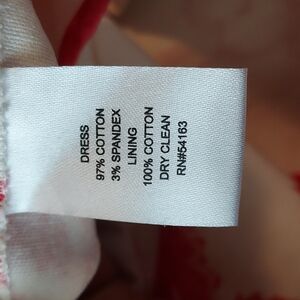 DRESS
97% COTTON
3% SPANDEX
LINING
100% COTTON
DRY CLEAN
RN#54163